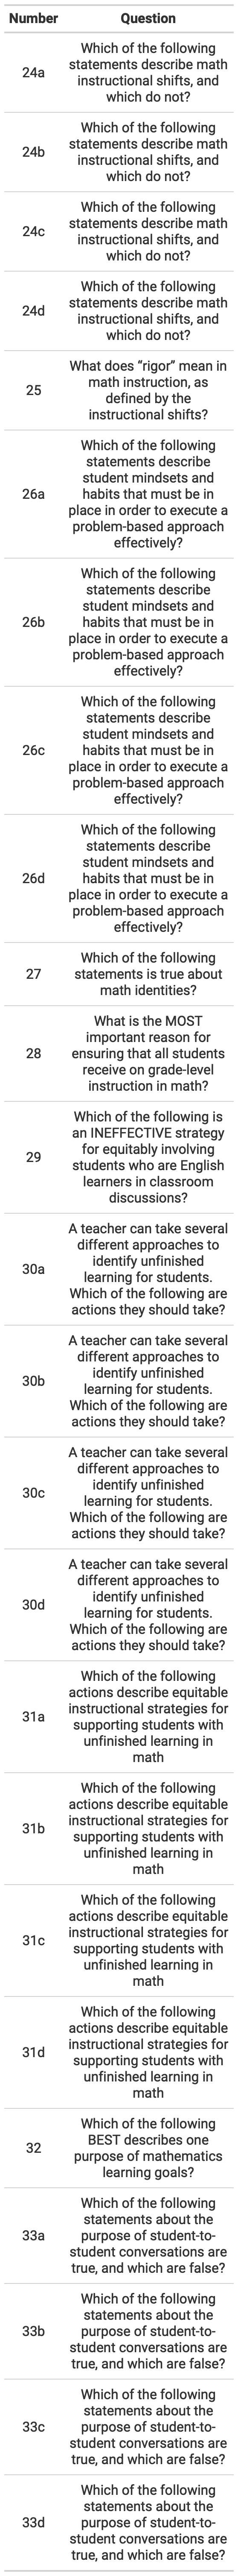 Number Question
24a Which of the following
statements describe math
instructional shifts, and
which do not?
24b Which of the following
statements describe math
instructional shifts, and
which do not?
24c Which of the following
statements describe math
instructional shifts, and
which do not?
24d Which of the following
statements describe math
instructional shifts, and
which do not?
25 What does “rigor” mean in
math instruction, as
defined by the
instructional shifts?
26a Which of the following
statements describe
student mindsets and
habits that must be in
place in order to execute a
problem-based approach
effectively?
26b Which of the following
statements describe
student mindsets and
habits that must be in
place in order to execute a
problem-based approach
effectively?
26c Which of the following
statements describe
student mindsets and
habits that must be in
place in order to execute a
problem-based approach
effectively?
26d Which of the following
statements describe
student mindsets and
habits that must be in
place in order to execute a
problem-based approach
effectively?
27 Which of the following
statements is true about
math identities?
28 What is the MOST
important reason for
ensuring that all students
receive on grade-level
instruction in math?
29 Which of the following is
an INEFFECTIVE strategy
for equitably involving
students who are English
learners in classroom
discussions?
30a A teacher can take several
different approaches to
identify unfinished
learning for students.
Which of the following are
actions they should take?
30b A teacher can take several
different approaches to
identify unfinished
learning for students.
Which of the following are
actions they should take?
30c A teacher can take several
different approaches to
identify unfinished
learning for students.
Which of the following are
actions they should take?
30d A teacher can take several
different approaches to
identify unfinished
learning for students.
Which of the following are
actions they should take?
31a Which of the following
actions describe equitable
instructional strategies for
supporting students with
unfinished learning in
math
31b Which of the following
actions describe equitable
instructional strategies for
supporting students with
unfinished learning in
math
31c Which of the following
actions describe equitable
instructional strategies for
supporting students with
unfinished learning in
math
31d Which of the following
actions describe equitable
instructional strategies for
supporting students with
unfinished learning in
math
32 Which of the following
BEST describes one
purpose of mathematics
learning goals?
33a Which of the following
statements about the
purpose of student-to-
student conversations are
true, and which are false?
33b Which of the following
statements about the
purpose of student-to-
student conversations are
true, and which are false?
33c Which of the following
statements about the
purpose of student-to-
student conversations are
true, and which are false?
33d Which of the following
statements about the
purpose of student-to-
student conversations are
true, and which are false?